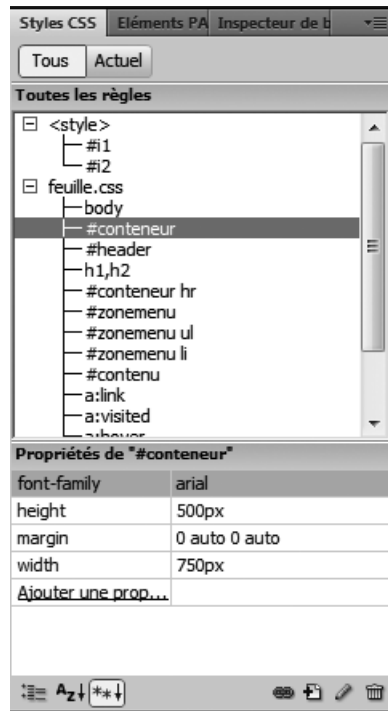 Styles CSS Eléments PA Inspecteur de b
Tous Actuel
Toutes les règles
<style>
#i1
#i2
feuille.css
body
#conteneur
#header
h1,h2
#conteneur hr
#zonemenu
#zonemenu ul
#zonemenu li
#contenu
a:link
a:visited
a:hover
Propriétés de "#conteneur"
font-family arial
height 500px
margin 0 auto 0 auto
width 750px
Ajouter une prop...
Az↓ **↓